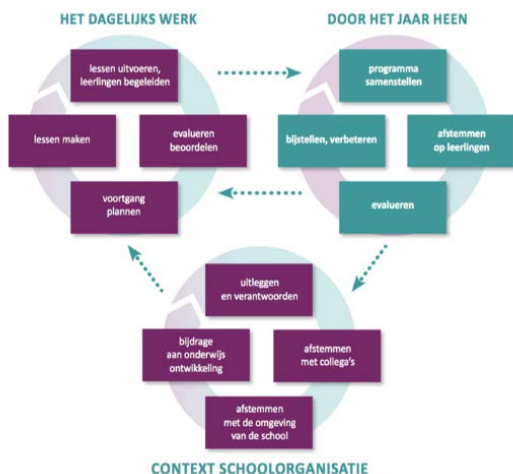 HET DAGELIJKS WERK
lessen uitvoeren,
leerlingen begeleiden
lessen maken
evalueren
beoordelen
voortgang
plannen
DOOR HET JAAR HEEN
programma
samenstellen
bijstellen, verbeteren
afstemmen
op leerlingen
evalueren
uitleggen
en verantwoorden
bijdrage
aan onderwijs
ontwikkeling
afstemmen
met collega's
afstemmen
met de omgeving
van de school
CONTEXT SCHOOLORGANISATIE